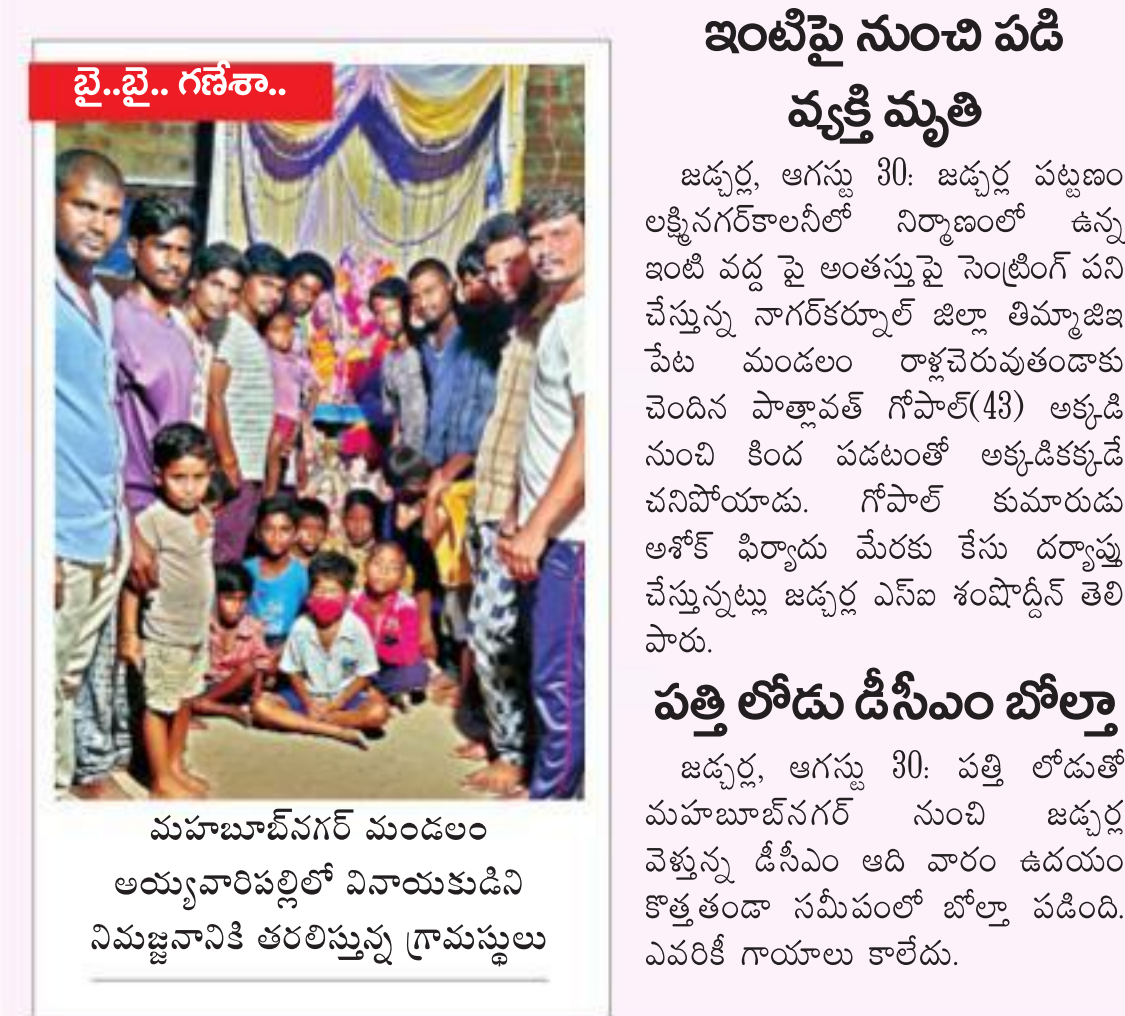 బై..బై.. గణేశా..
మహబూబ్‌నగర్ మండలం
అయ్యవారిపల్లిలో వినాయకుడిని
నిమజ్జనానికి తరలిస్తున్న గ్రామస్థులు
ఇంటిపై నుంచి పడి
వ్యక్తి మృతి
జడ్చర్ల, ఆగస్టు 30: జడ్చర్ల పట్టణం
లక్ష్మినగర్‌కాలనీలో నిర్మాణంలో ఉన్న
ఇంటి వద్ద పై అంతస్తుపై సెంట్రింగ్ పని
చేస్తున్న నాగర్‌కర్నూల్ జిల్లా తిమ్మాజిఇ
పేట మండలం రాళ్లచెరువుతండాకు
చెందిన పాత్లావత్ గోపాల్(43) అక్కడి
నుంచి కింద పడటంతో అక్కడికక్కడే
చనిపోయాడు. గోపాల్ కుమారుడు
అశోక్ ఫిర్యాదు మేరకు కేసు దర్యాప్తు
చేస్తున్నట్లు జడ్చర్ల ఎస్ఐ శంషొద్దీన్ తెలి
పారు.
పత్తి లోడు డీసీఎం బోల్తా
జడ్చర్ల, ఆగస్టు 30: పత్తి లోడుతో
మహబూబ్‌నగర్ నుంచి జడ్చర్ల
వెళ్తున్న డీసీఎం ఆది వారం ఉదయం
కొత్తతండా సమీపంలో బోల్తా పడింది.
ఎవరికీ గాయాలు కాలేదు.